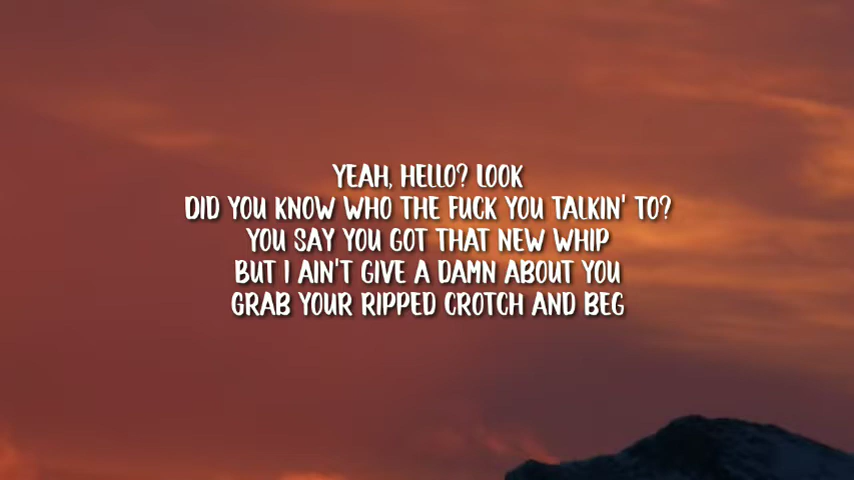 YEAH, HELLO? LOOK
DID YOU KNOW WHO THE FUCK YOU TALKIN' TO?
YOU SAY YOU GOT THAT NEW WHIP
BUT I AIN'T GIVE A DAMN ABOUT YOU
GRAB YOUR RIPPED CROTCH AND BEG